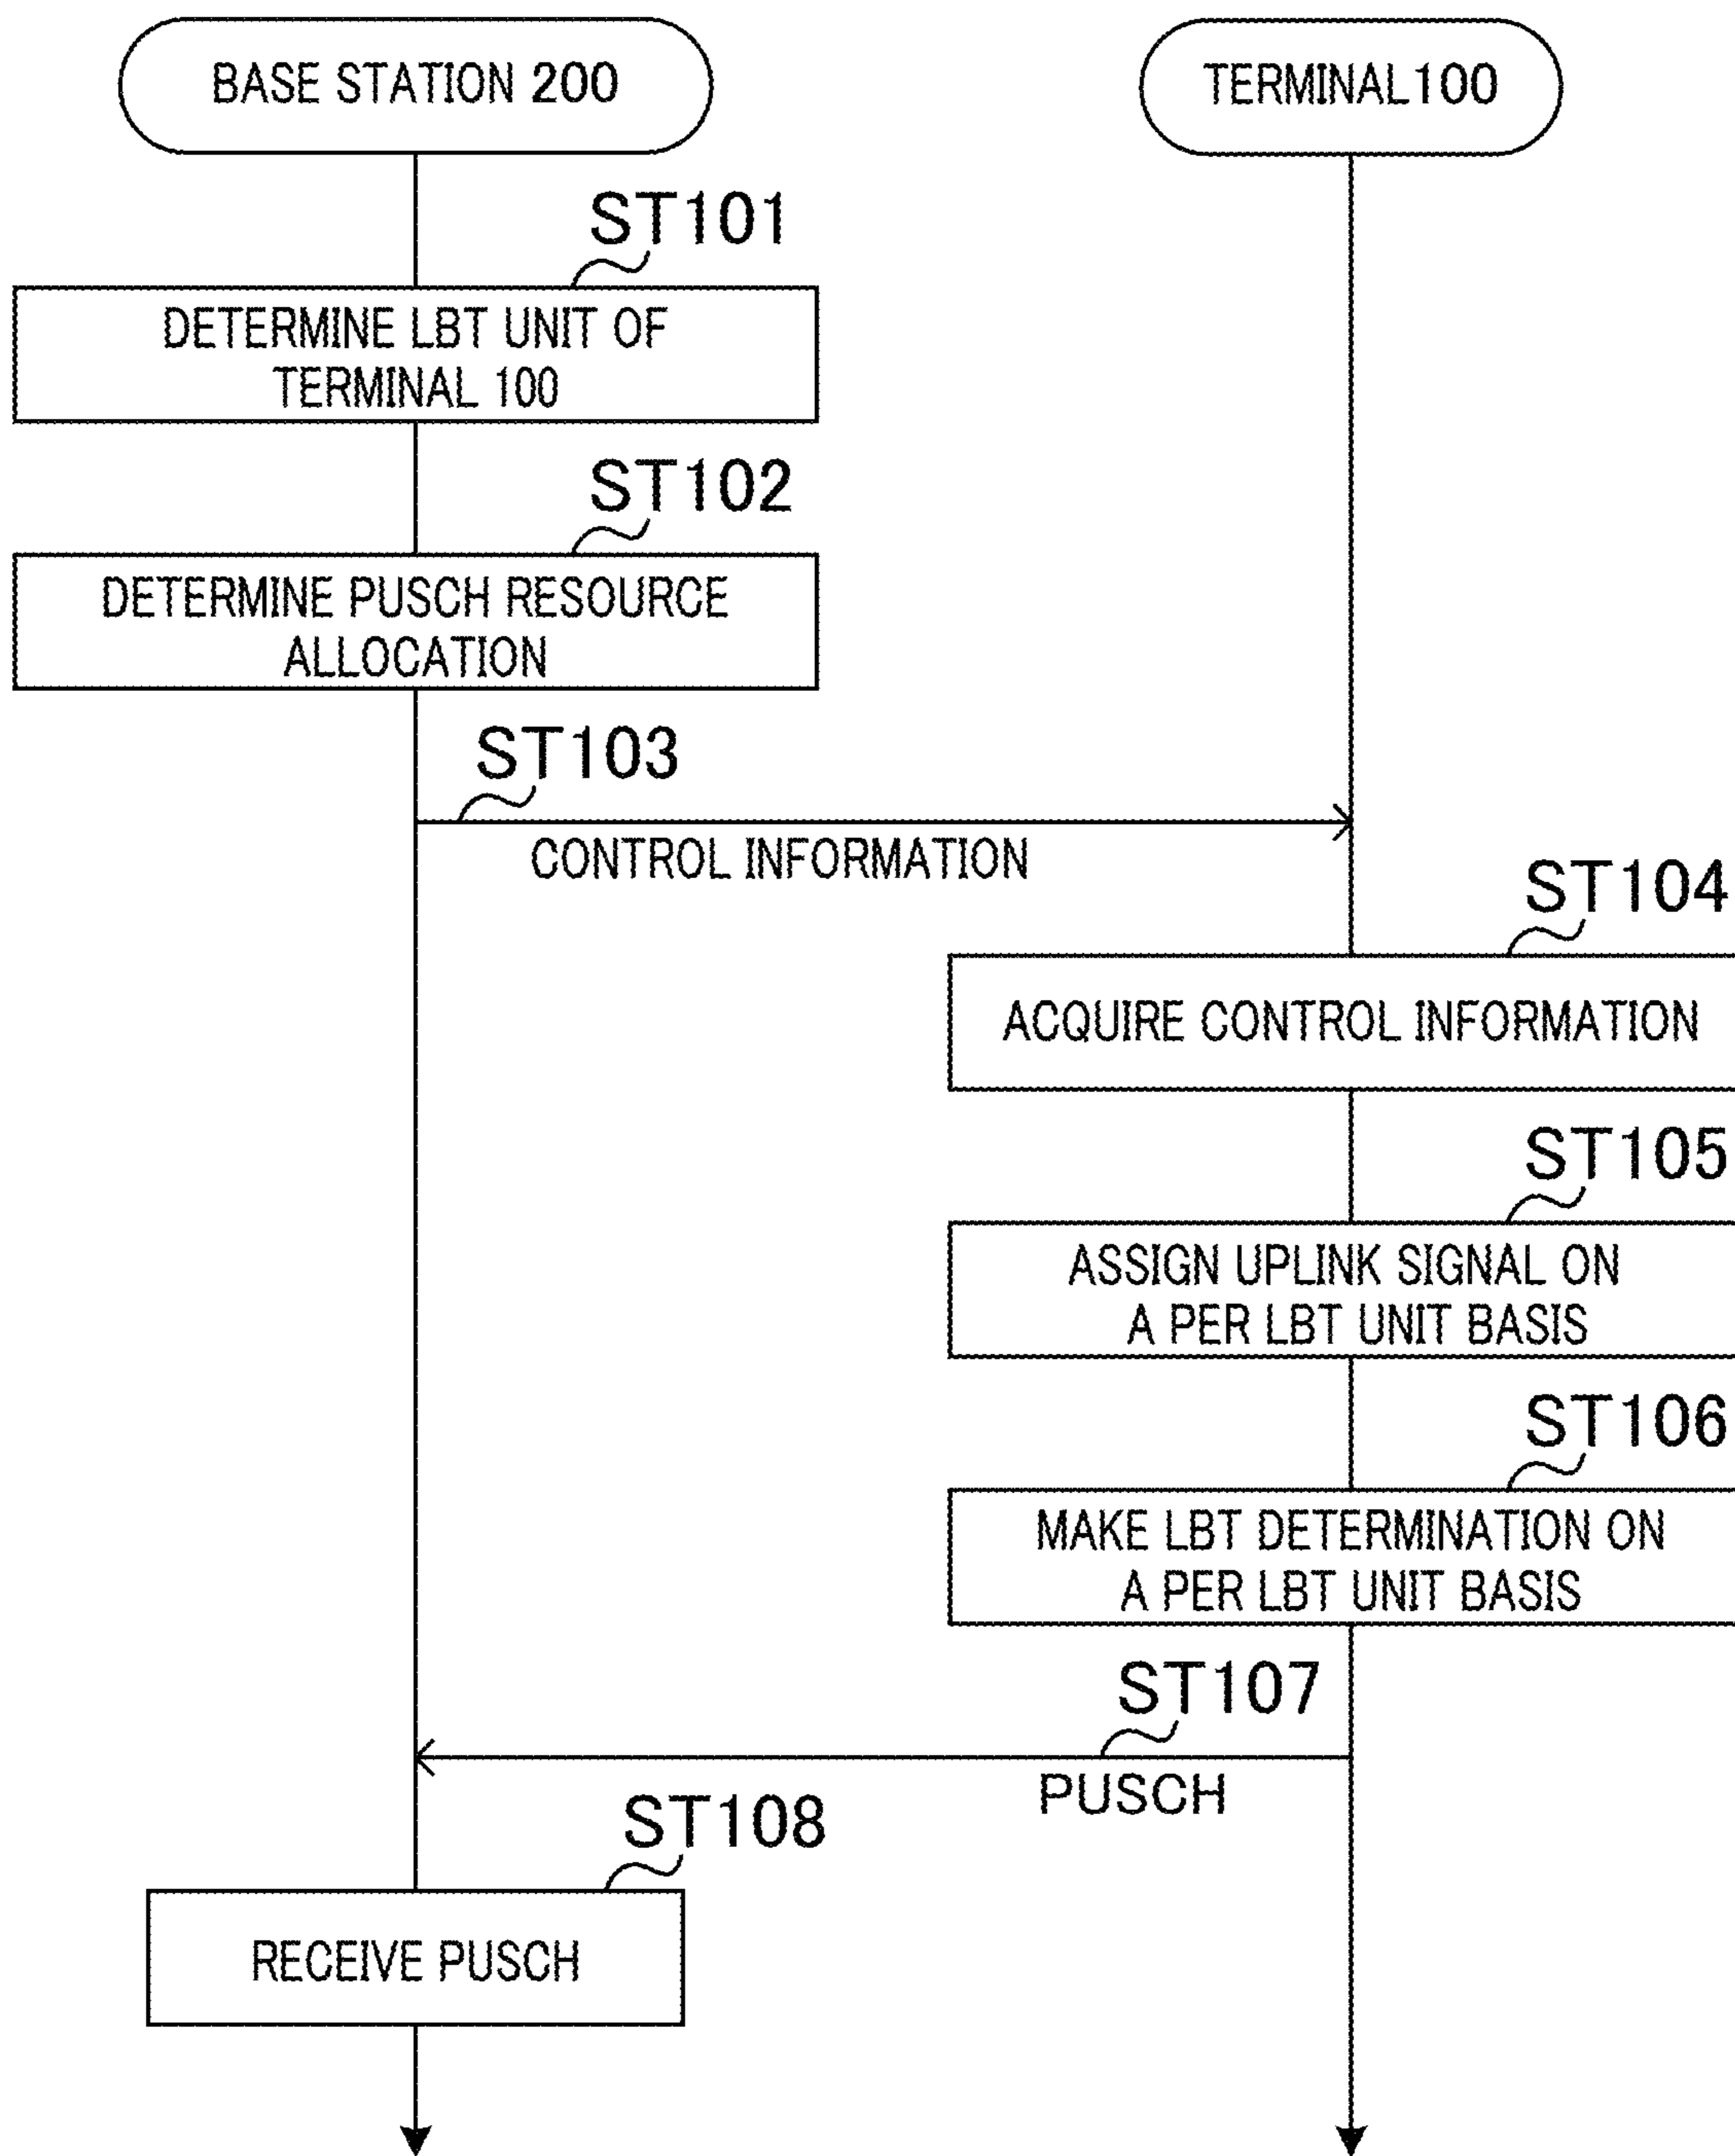 BASE STATION 200
TERMINAL100
ST101
DETERMINE LBT UNIT OF
TERMINAL 100
ST102
DETERMINE PUSCH RESOURCE
ALLOCATION
ST103
CONTROL INFORMATION
ST104
ACQUIRE CONTROL INFORMATION
ST105
ASSIGN UPLINK SIGNAL ON
A PER LBT UNIT BASIS
ST106
MAKE LBT DETERMINATION ON
A PER LBT UNIT BASIS
ST107
PUSCH
ST108
RECEIVE PUSCH